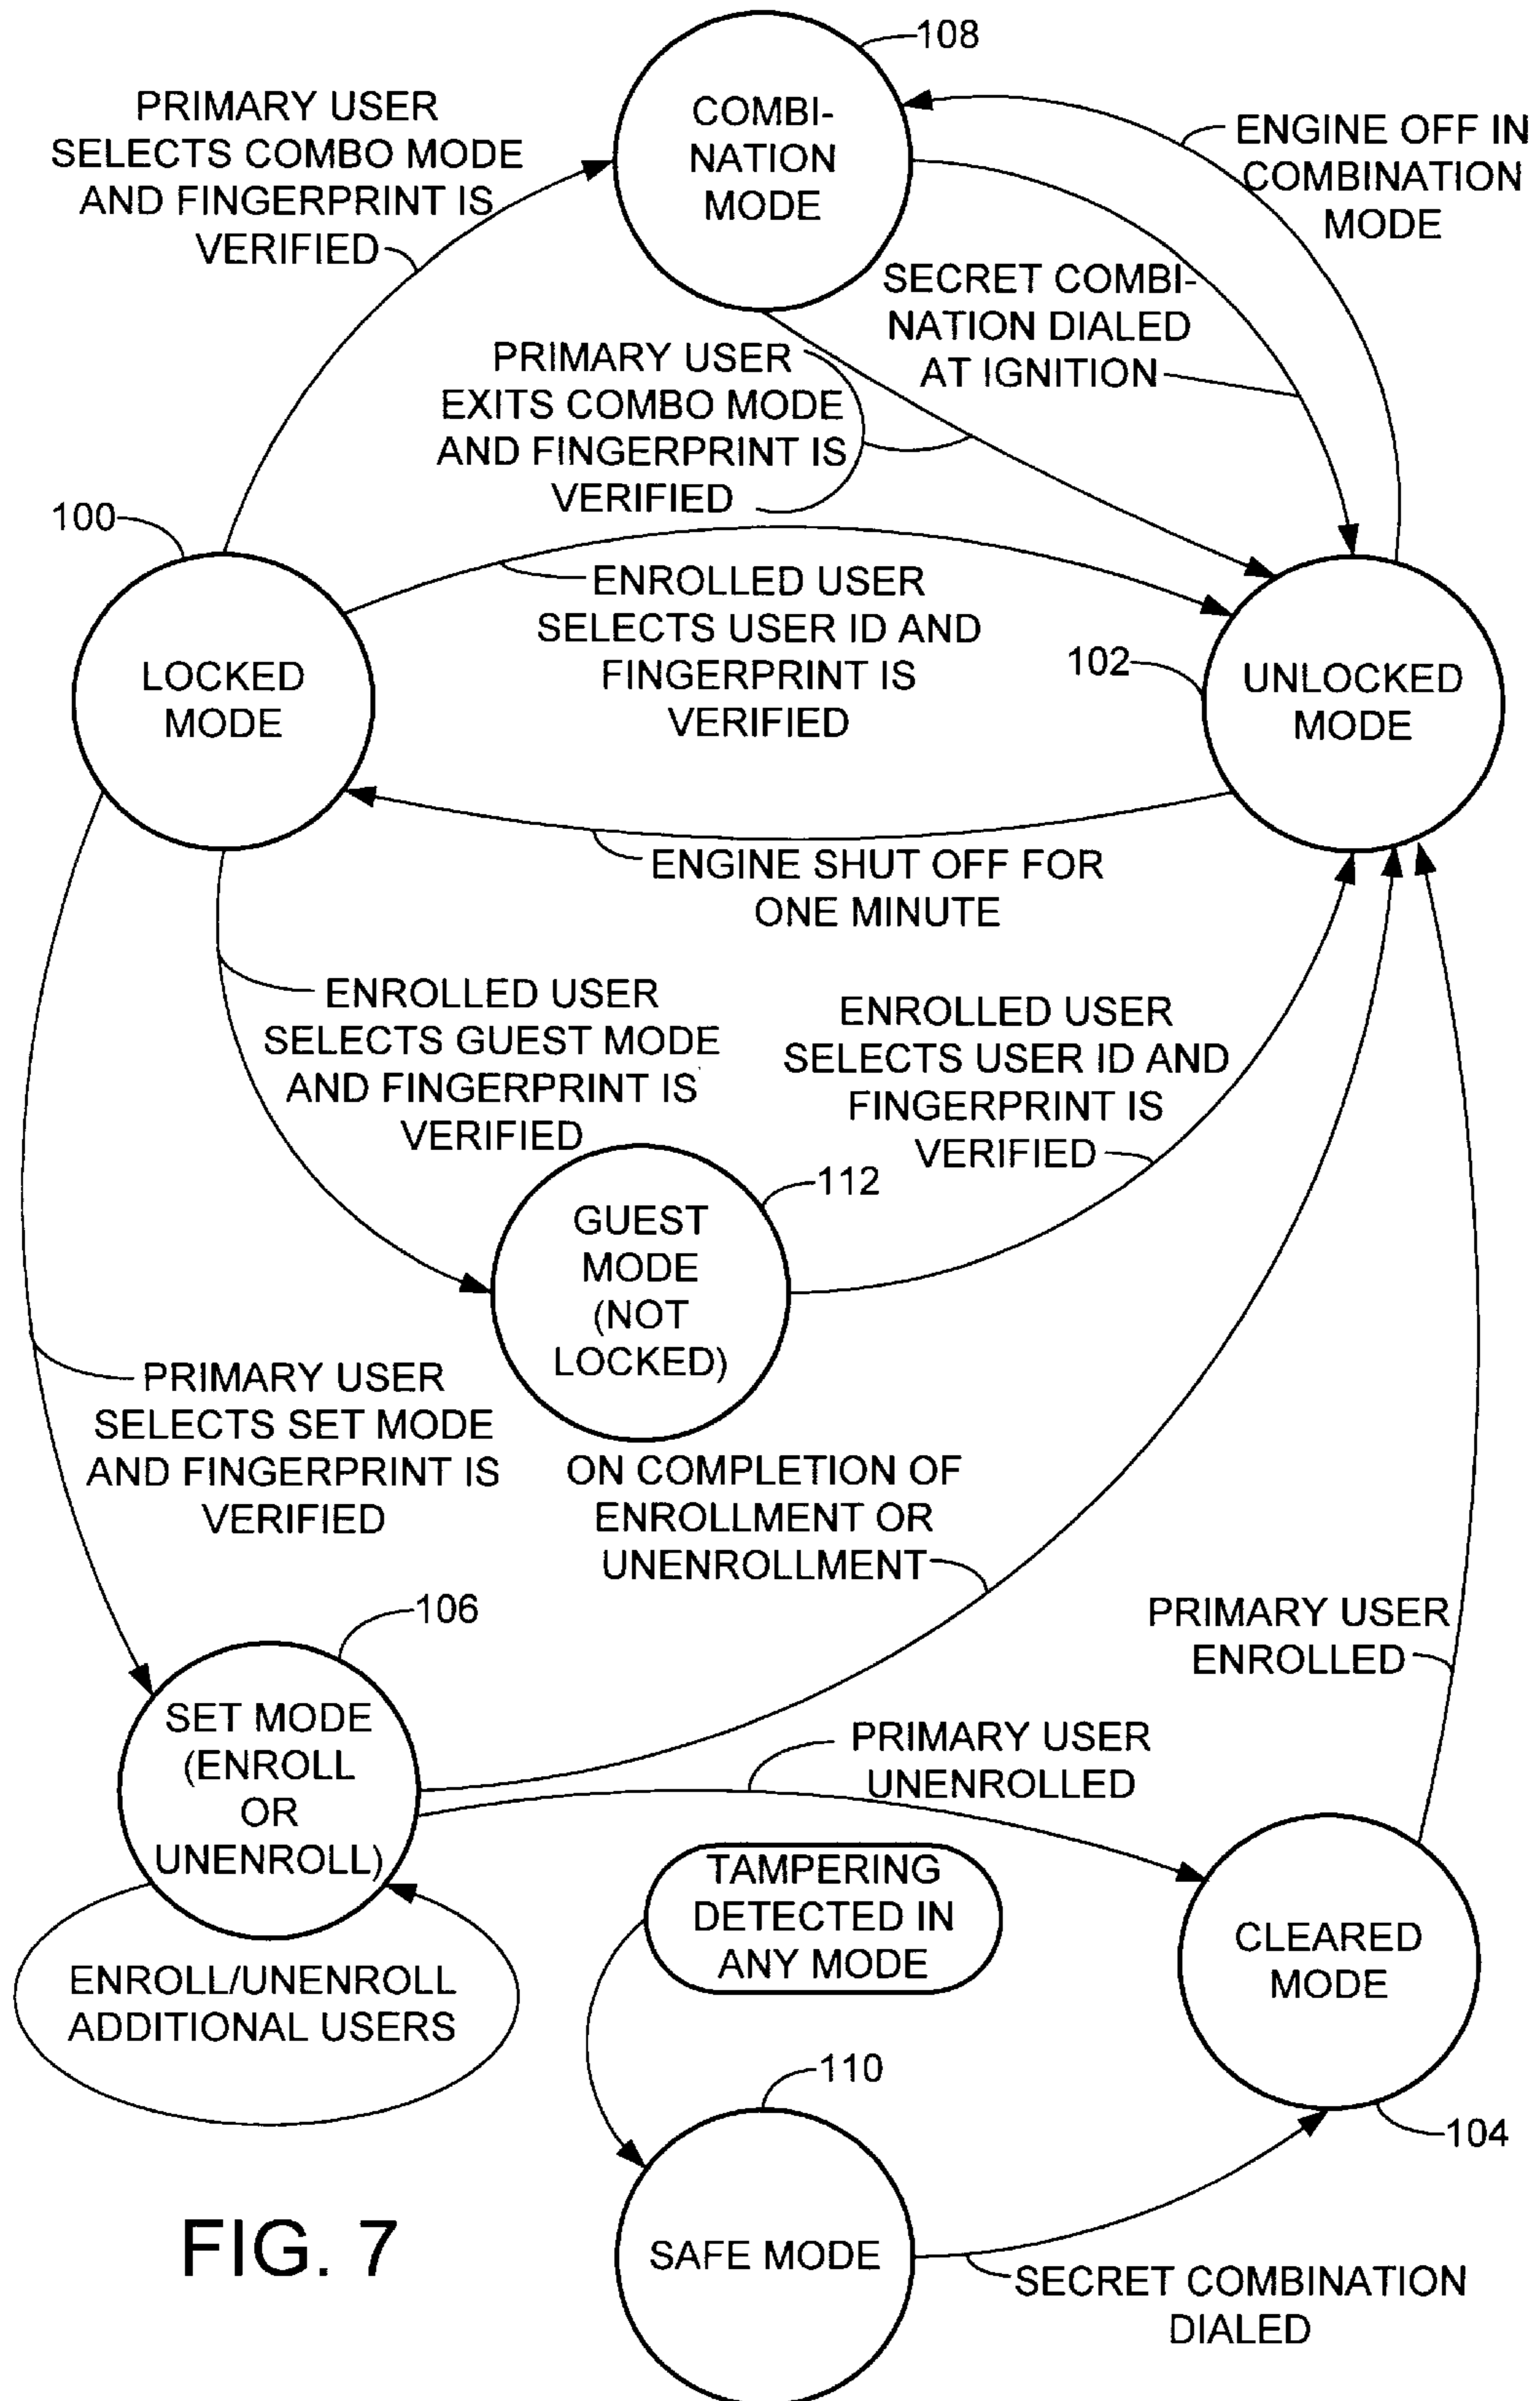 108
COMBI-
NATION
MODE
PRIMARY USER
SELECTS COMBO MODE
AND FINGERPRINT IS
VERIFIED
ENGINE OFF IN
COMBINATION
MODE
SECRET COMBI-
NATION DIALED
AT IGNITION
PRIMARY USER
EXITS COMBO MODE
AND FINGERPRINT IS
VERIFIED
100
LOCKED
MODE
ENROLLED USER
SELECTS USER ID AND
FINGERPRINT IS
VERIFIED
102
UNLOCKED
MODE
ENGINE SHUT OFF FOR
ONE MINUTE
ENROLLED USER
SELECTS GUEST MODE
AND FINGERPRINT IS
VERIFIED
ENROLLED USER
SELECTS USER ID AND
FINGERPRINT IS
VERIFIED
112
GUEST
MODE
(NOT
LOCKED)
PRIMARY USER
SELECTS SET MODE
AND FINGERPRINT IS
VERIFIED
ON COMPLETION OF
ENROLLMENT OR
UNENROLLMENT
106
SET MODE
(ENROLL
OR
UNENROLL)
PRIMARY USER
ENROLLED
PRIMARY USER
UNENROLLED
TAMPERING
DETECTED IN
ANY MODE
CLEARED
MODE
ENROLL/UNENROLL
ADDITIONAL USERS
110
104
SAFE MODE
SECRET COMBINATION
DIALED
FIG. 7